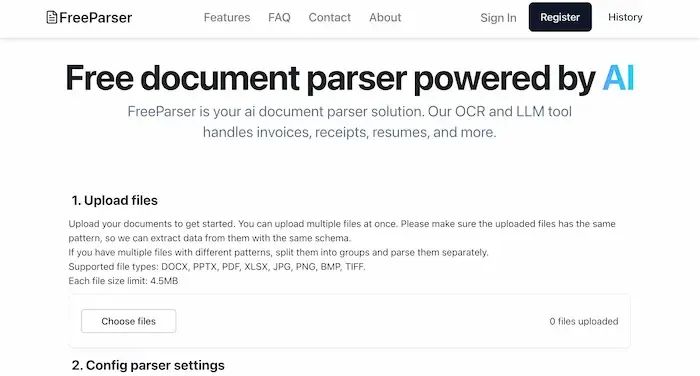 FreeParser
Features FAQ Contact About
Sign In Register History
Free document parser powered by AI
FreeParser is your ai document parser solution. Our OCR and LLM tool
handles invoices, receipts, resumes, and more.
1. Upload files
Upload your documents to get started. You can upload multiple files at once. Please make sure the uploaded files has the same
pattern, so we can extract data from them with the same schema.
If you have multiple files with different patterns, split them into groups and parse them separately.
Supported file types: DOCX, PPTX, PDF, XLSX, JPG, PNG, BMP, TIFF.
Each file size limit: 4.5MB
Choose files
0 files uploaded
2. Config parser settings